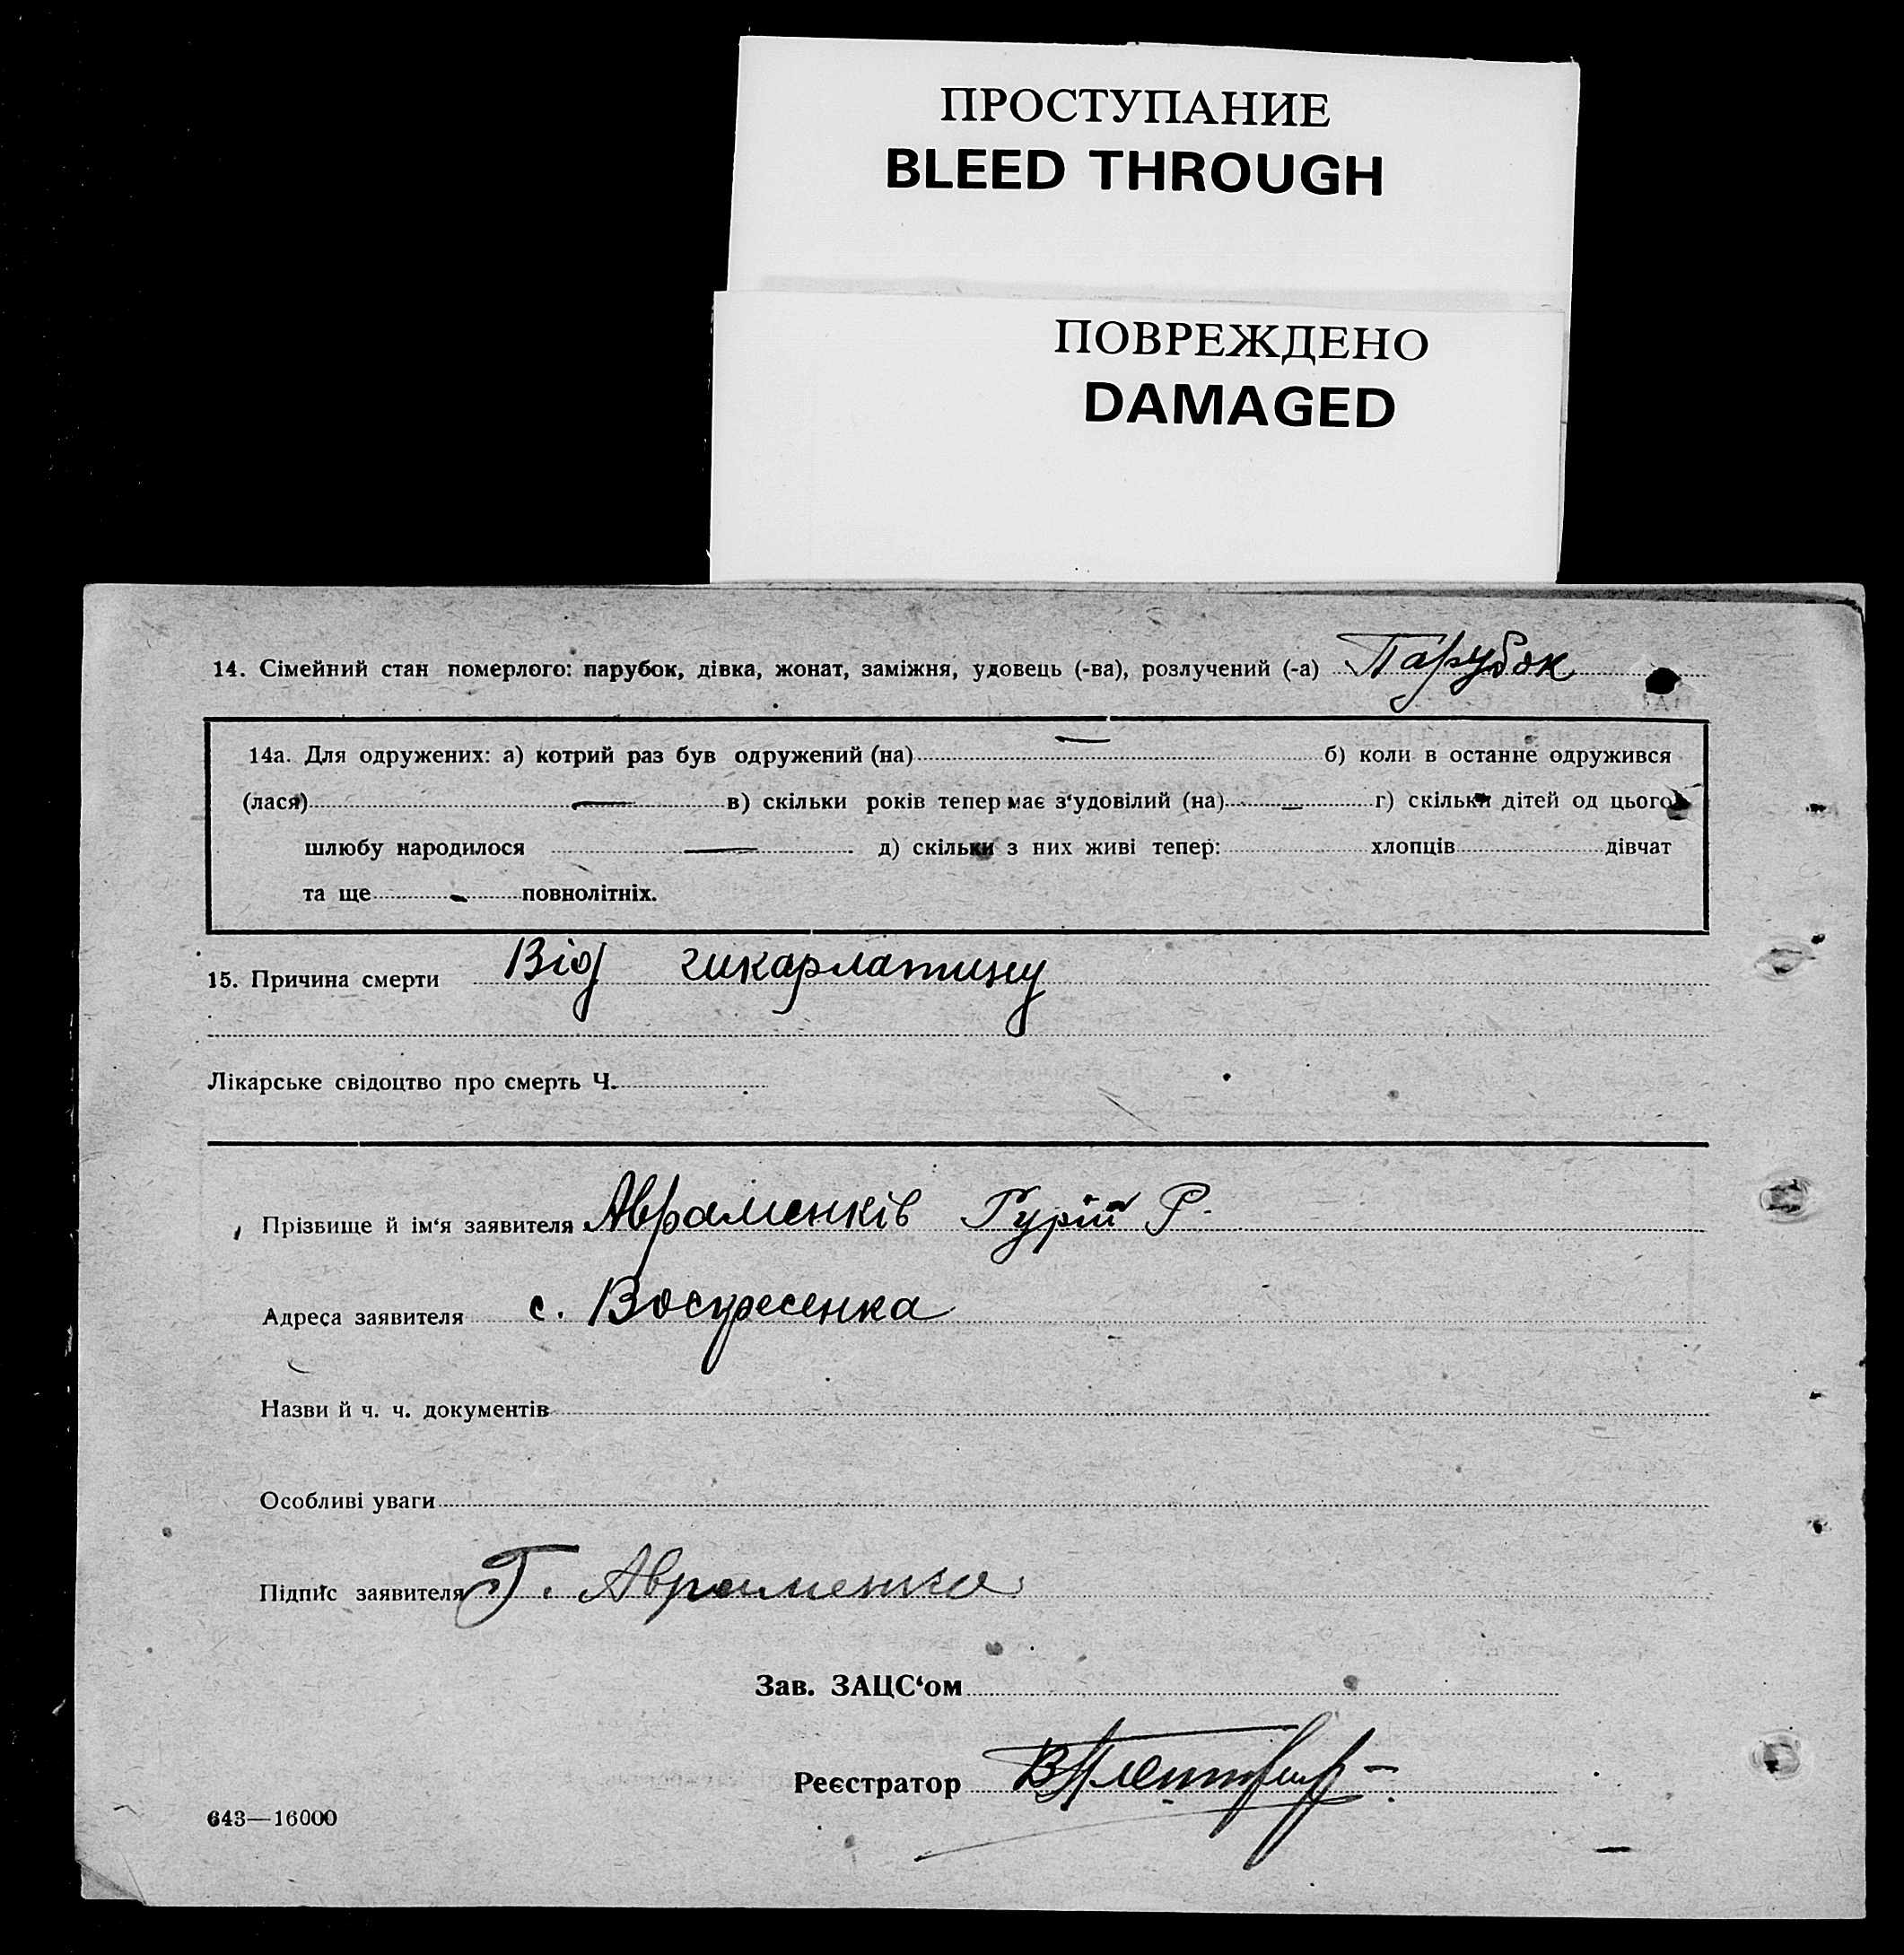 ПРОСТУПАНИЕ
BLEED THROUGH
ПОВРЕЖДЕНО
DAMAGED
14. Сімейний стан померлого: парубок, дівка, жонат, заміжня, удовець (-ва), розлучений (-а) Парубок
14а. Для одружених: а) котрий раз був одружений (на) — б) коли в останнє одружився
(лася) — в) скільки років тепер має з'удовілий (на) — г) скільки дітей од цього
шлюбу народилося — д) скільки з них живі тепер: хлопців дівчат
та ще - повнолітніх.
15. Причина смерти Від шкарлатину
Лікарське свідоцтво про смерть Ч.
Прізвище й ім'я заявителя Авраменків Гурій Р.
Адреса заявителя с. Воскресенка
Назви й ч. ч. документів
Особливі уваги
Підпис заявителя Г. Авраменко
Зав. ЗАЦС'ом
Реєстратор
643—16000